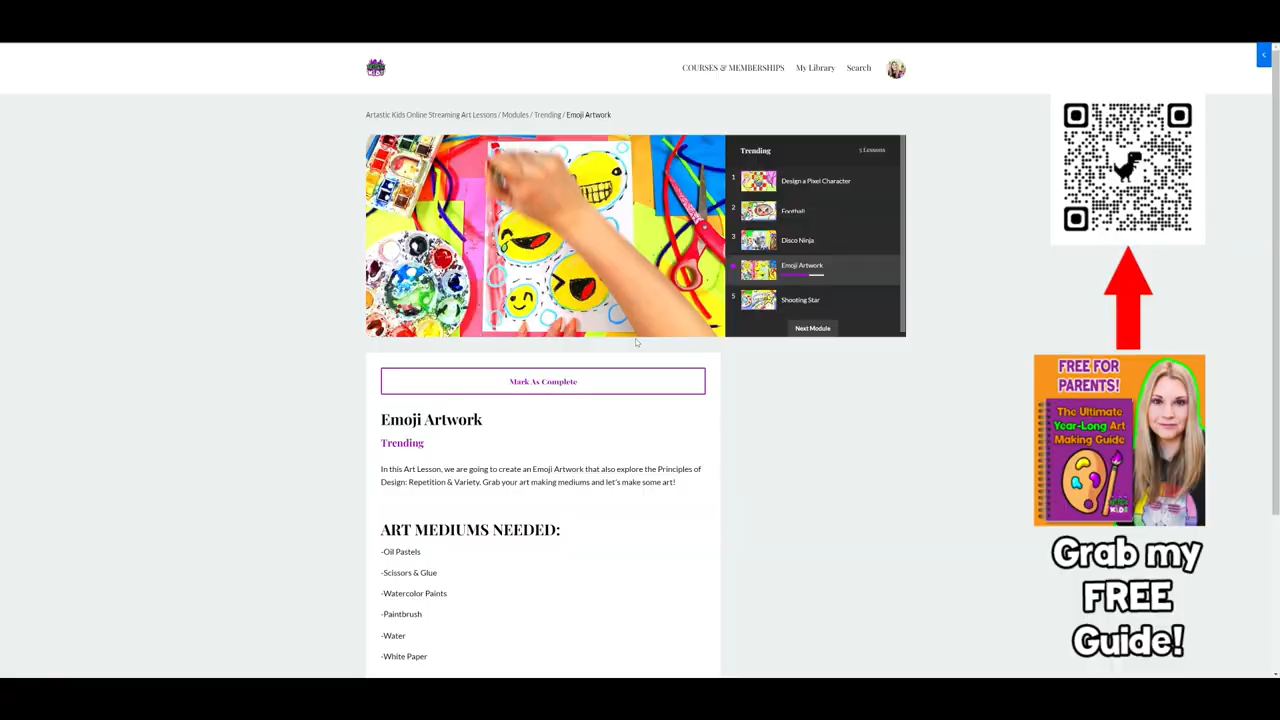 COURSES & MEMBERSHIPS My Library Search
Artastic Kids Online Streaming Art Lessons / Modules / Trending / Emoji Artwork
Trending 5 Lessons
1 Design a Pixel Character
2 Football
3 Disco Ninja
Emoji Artwork
5 Shooting Star
Next Module
Mark As Complete
Emoji Artwork
Trending
In this Art Lesson, we are going to create an Emoji Artwork that also explore the Principles of
Design: Repetition & Variety. Grab your art making mediums and let's make some art!
ART MEDIUMS NEEDED:
-Oil Pastels
-Scissors & Glue
-Watercolor Paints
-Paintbrush
-Water
-White Paper
FREE FOR
PARENTS!
The Ultimate
Year-Long Art
Making Guide
Grab my
FREE
Guide!